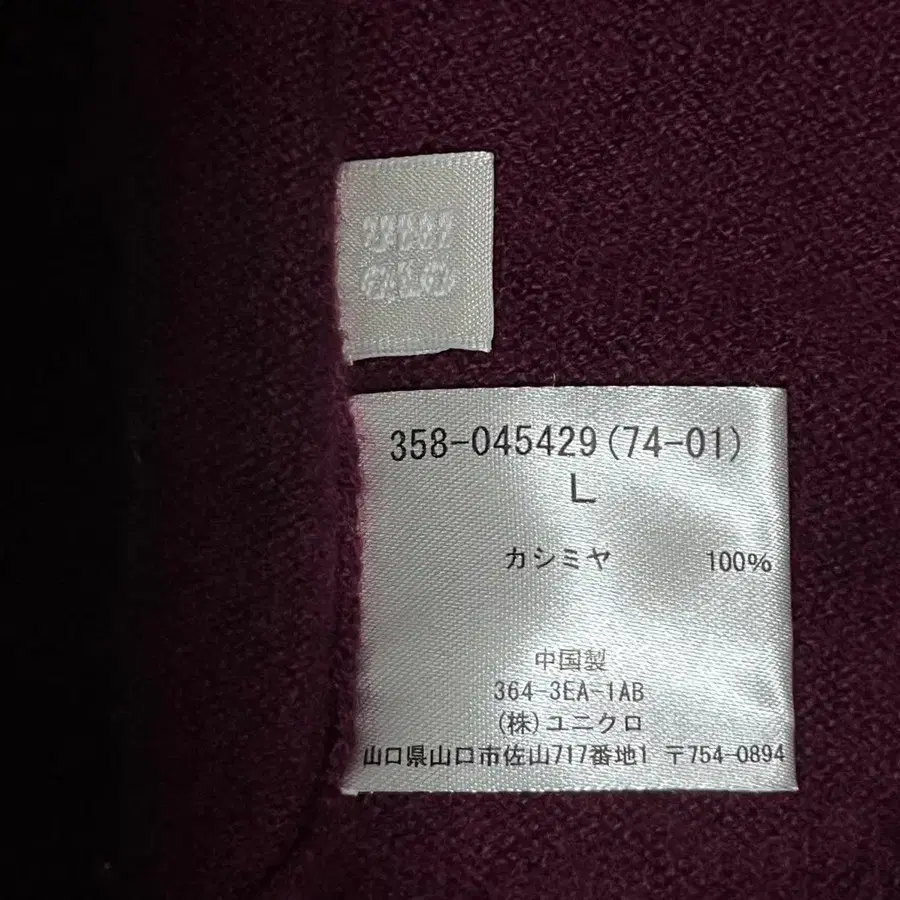 358-045429(74-01)
L
カシミヤ 100%
中国製
364-3EA-1AB
(株)ユニクロ
山口県山口市佐山717番地1 〒754-0894